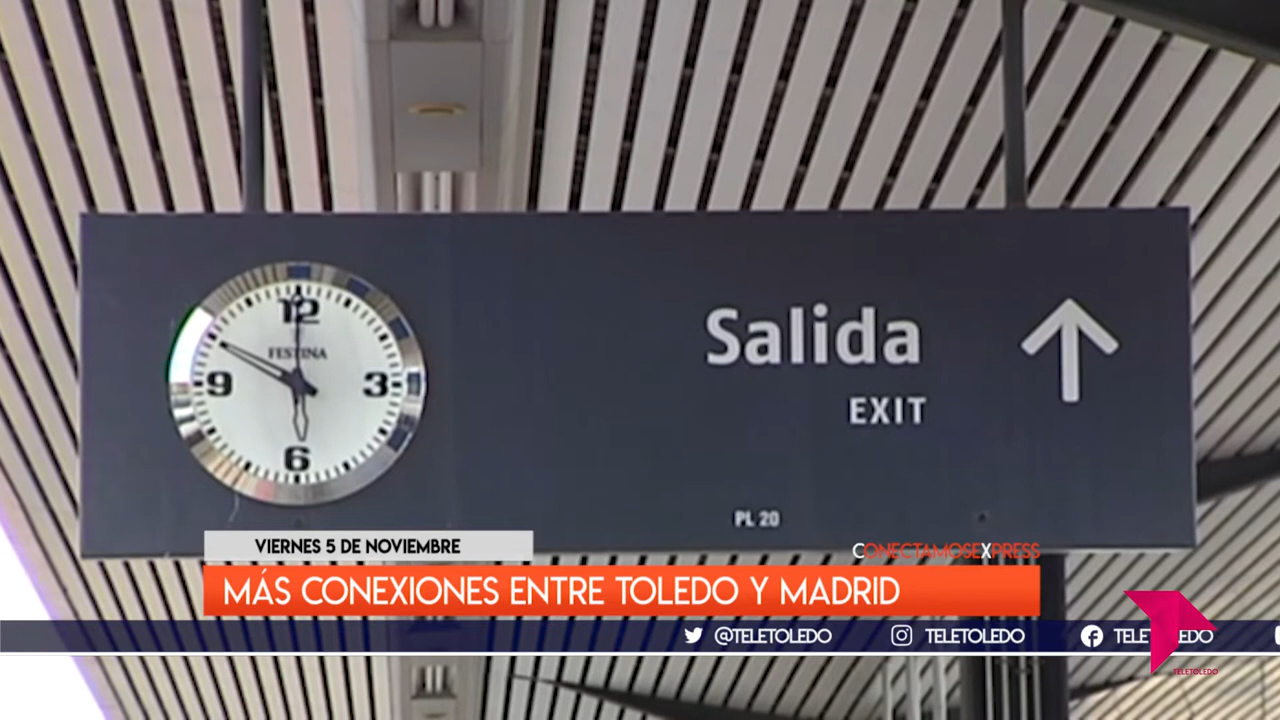 12
FESTINA
9
3
6
Salida
EXIT
PL 20
VIERNES 5 DE NOVIEMBRE
CONECTAMOSEXPRESS
MÁS CONEXIONES ENTRE TOLEDO Y MADRID
@TELETOLEDO TELETOLEDO
TELETOLEDO